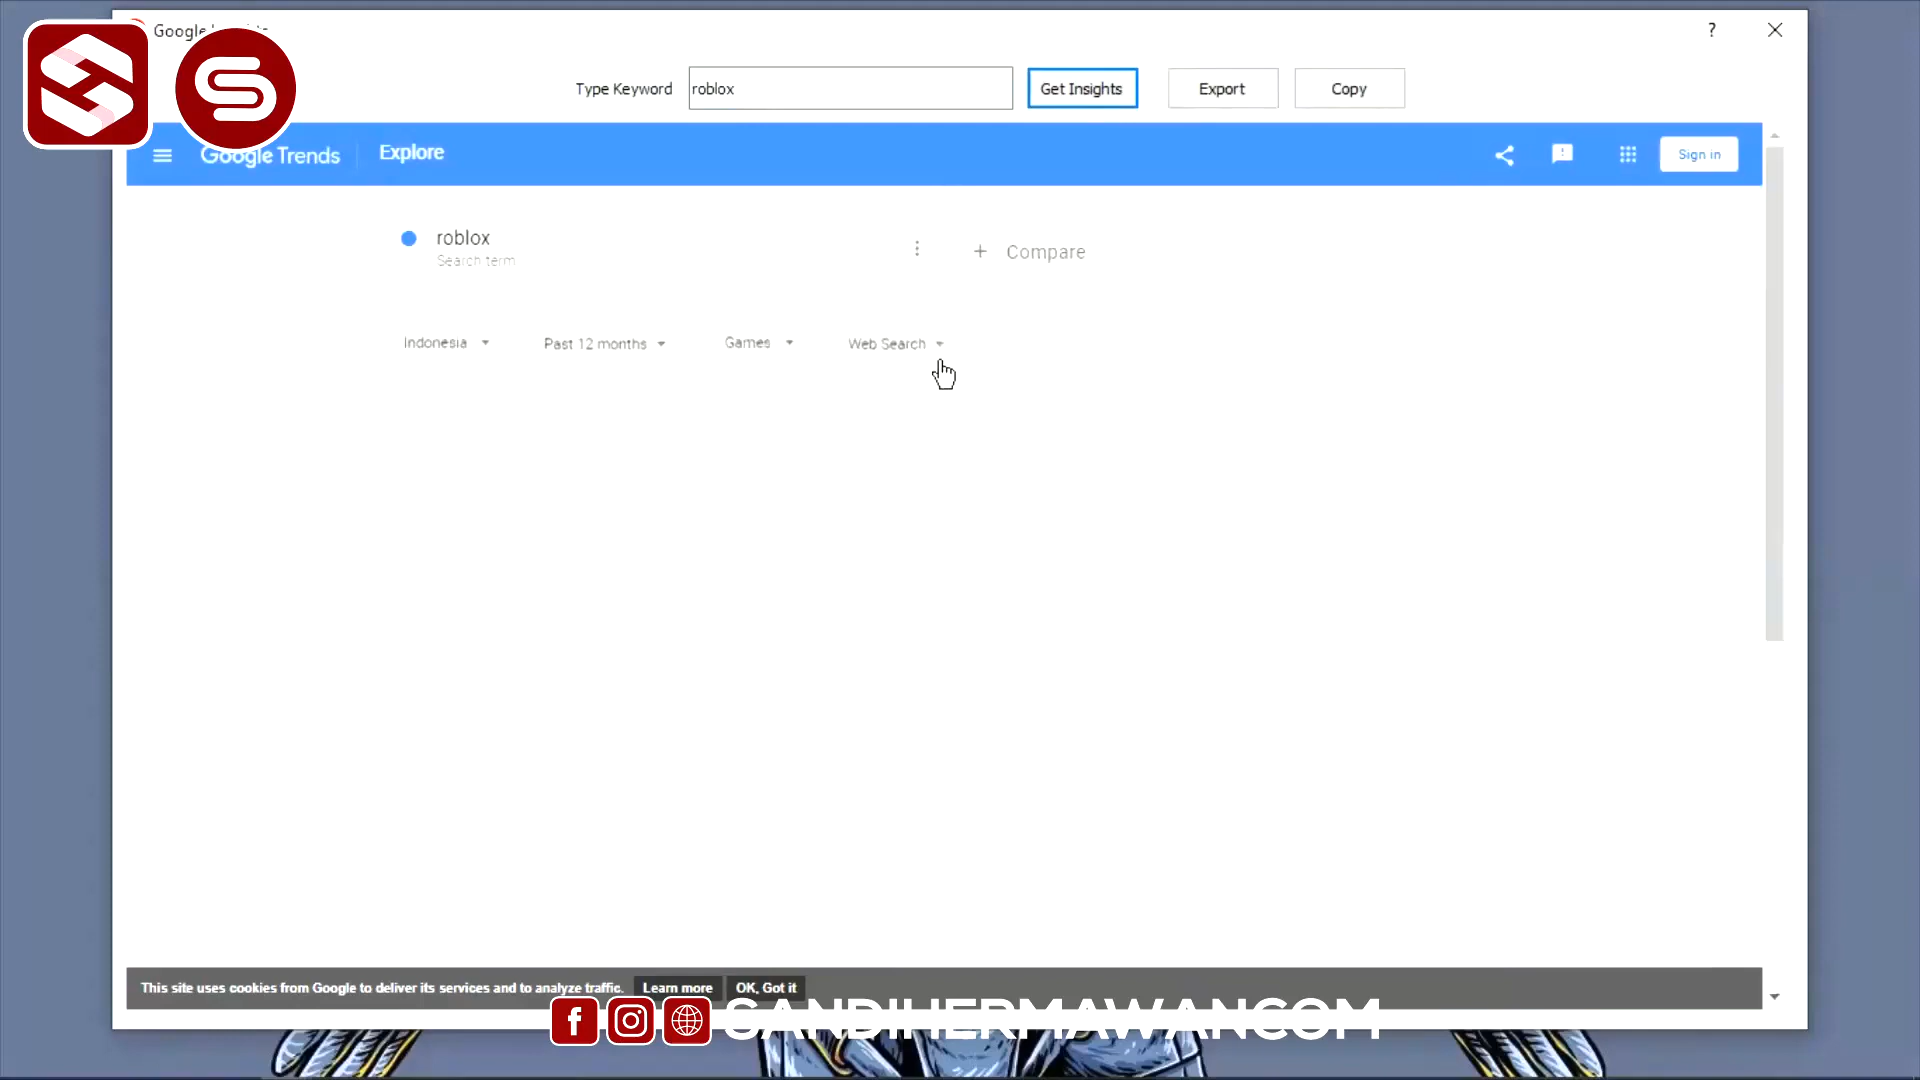 Google
?
Type Keyword
roblox
Get Insights
Export
Copy
Google Trends
Explore
Sign in
roblox
Search term
+ Compare
Indonesia
Past 12 months
Games
Web Search
This site uses cookies from Google to deliver its services and to analyze traffic.
Learn more
OK, Got it
SANDIHERMAWANCOM